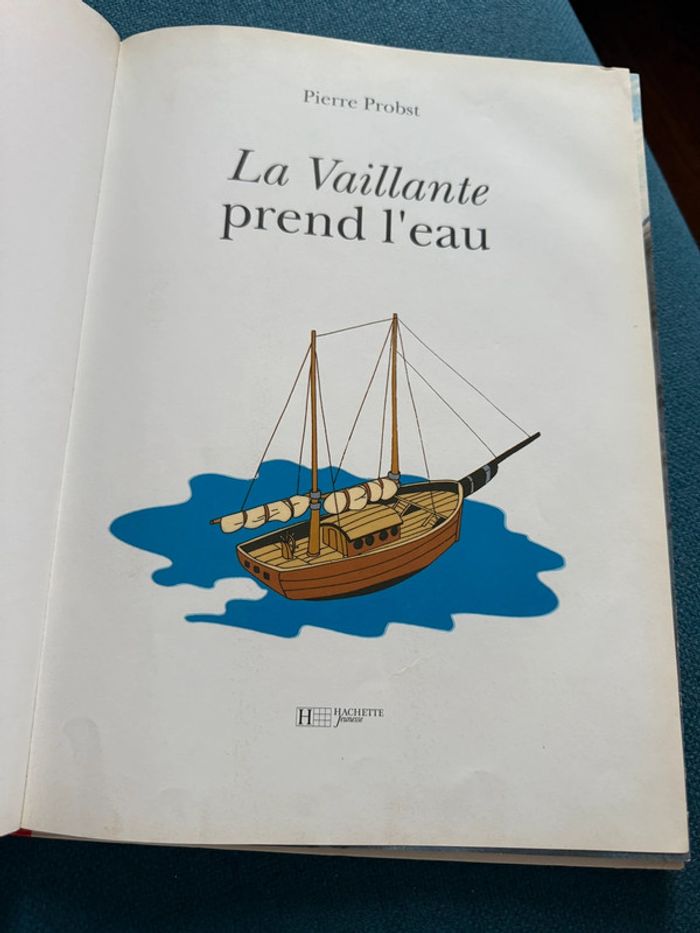 Pierre Probst
La Vaillante
prend l'eau
H HACHETTE
Jeunesse